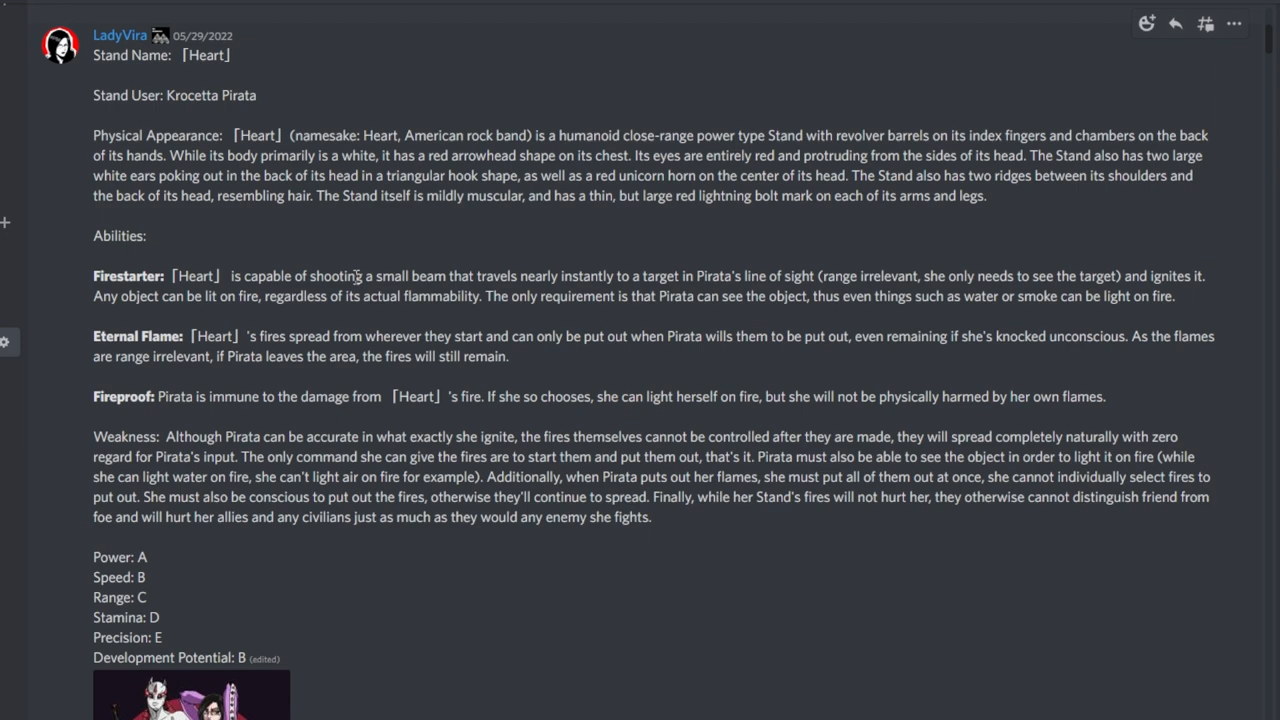 LadyVira 05/29/2022
Stand Name: 「Heart」
Stand User: Krocetta Pirata
Physical Appearance: 「Heart」 (namesake: Heart, American rock band) is a humanoid close-range power type Stand with revolver barrels on its index fingers and chambers on the back
of its hands. While its body primarily is a white, it has a red arrowhead shape on its chest. Its eyes are entirely red and protruding from the sides of its head. The Stand also has two large
white ears poking out in the back of its head in a triangular hook shape, as well as a red unicorn horn on the center of its head. The Stand also has two ridges between its shoulders and
the back of its head, resembling hair. The Stand itself is mildly muscular, and has a thin, but large red lightning bolt mark on each of its arms and legs.
Abilities:
Firestarter: 「Heart」 is capable of shooting a small beam that travels nearly instantly to a target in Pirata's line of sight (range irrelevant, she only needs to see the target) and ignites it.
Any object can be lit on fire, regardless of its actual flammability. The only requirement is that Pirata can see the object, thus even things such as water or smoke can be light on fire.
Eternal Flame: 「Heart」 's fires spread from wherever they start and can only be put out when Pirata wills them to be put out, even remaining if she's knocked unconscious. As the flames
are range irrelevant, if Pirata leaves the area, the fires will still remain.
Fireproof: Pirata is immune to the damage from 「Heart」 's fire. If she so chooses, she can light herself on fire, but she will not be physically harmed by her own flames.
Weakness: Although Pirata can be accurate in what exactly she ignite, the fires themselves cannot be controlled after they are made, they will spread completely naturally with zero
regard for Pirata's input. The only command she can give the fires are to start them and put them out, that's it. Pirata must also be able to see the object in order to light it on fire (while
she can light water on fire, she can't light air on fire for example). Additionally, when Pirata puts out her flames, she must put all of them out at once, she cannot individually select fires to
put out. She must also be conscious to put out the fires, otherwise they'll continue to spread. Finally, while her Stand's fires will not hurt her, they otherwise cannot distinguish friend from
foe and will hurt her allies and any civilians just as much as they would any enemy she fights.
Power: A
Speed: B
Range: C
Stamina: D
Precision: E
Development Potential: B (edited)